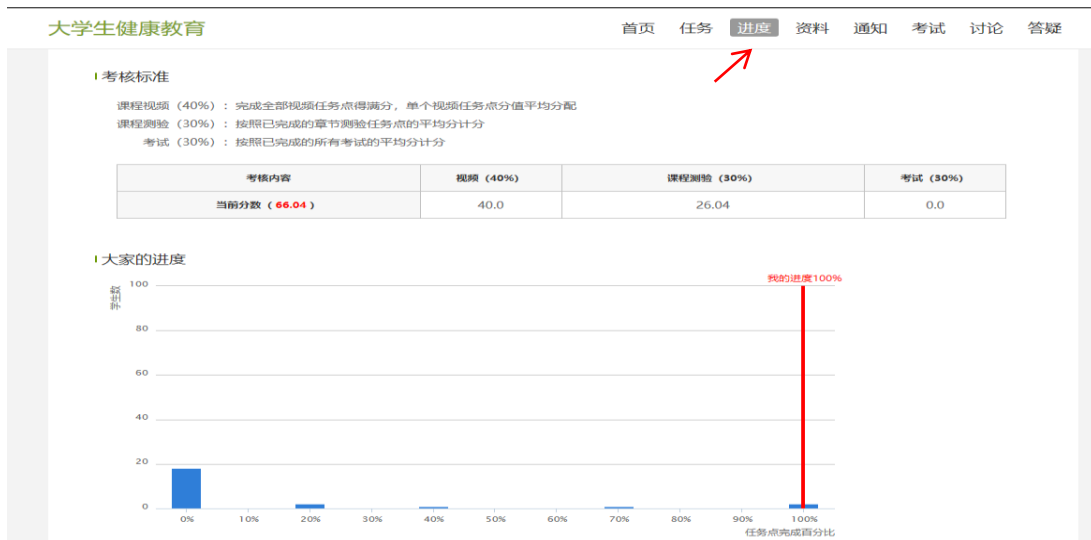 大学生健康教育 首页 任务 进度 资料 通知 考试 讨论 答疑
考核标准
课程视频（40%）：完成全部视频任务点得满分，单个视频任务点分值平均分配
课程测验（30%）：按照已完成的章节测验任务点的平均分计分
考试（30%）：按照已完成的所有考试的平均分计分
考核内容 视频（40%） 课程测验（30%） 考试（30%）
当前分数（66.04） 40.0 26.04 0.0
大家的进度
我的进度100%
学生数
100
80
60
40
20
0
0% 10% 20% 30% 40% 50% 60% 70% 80% 90% 100%
任务点完成百分比